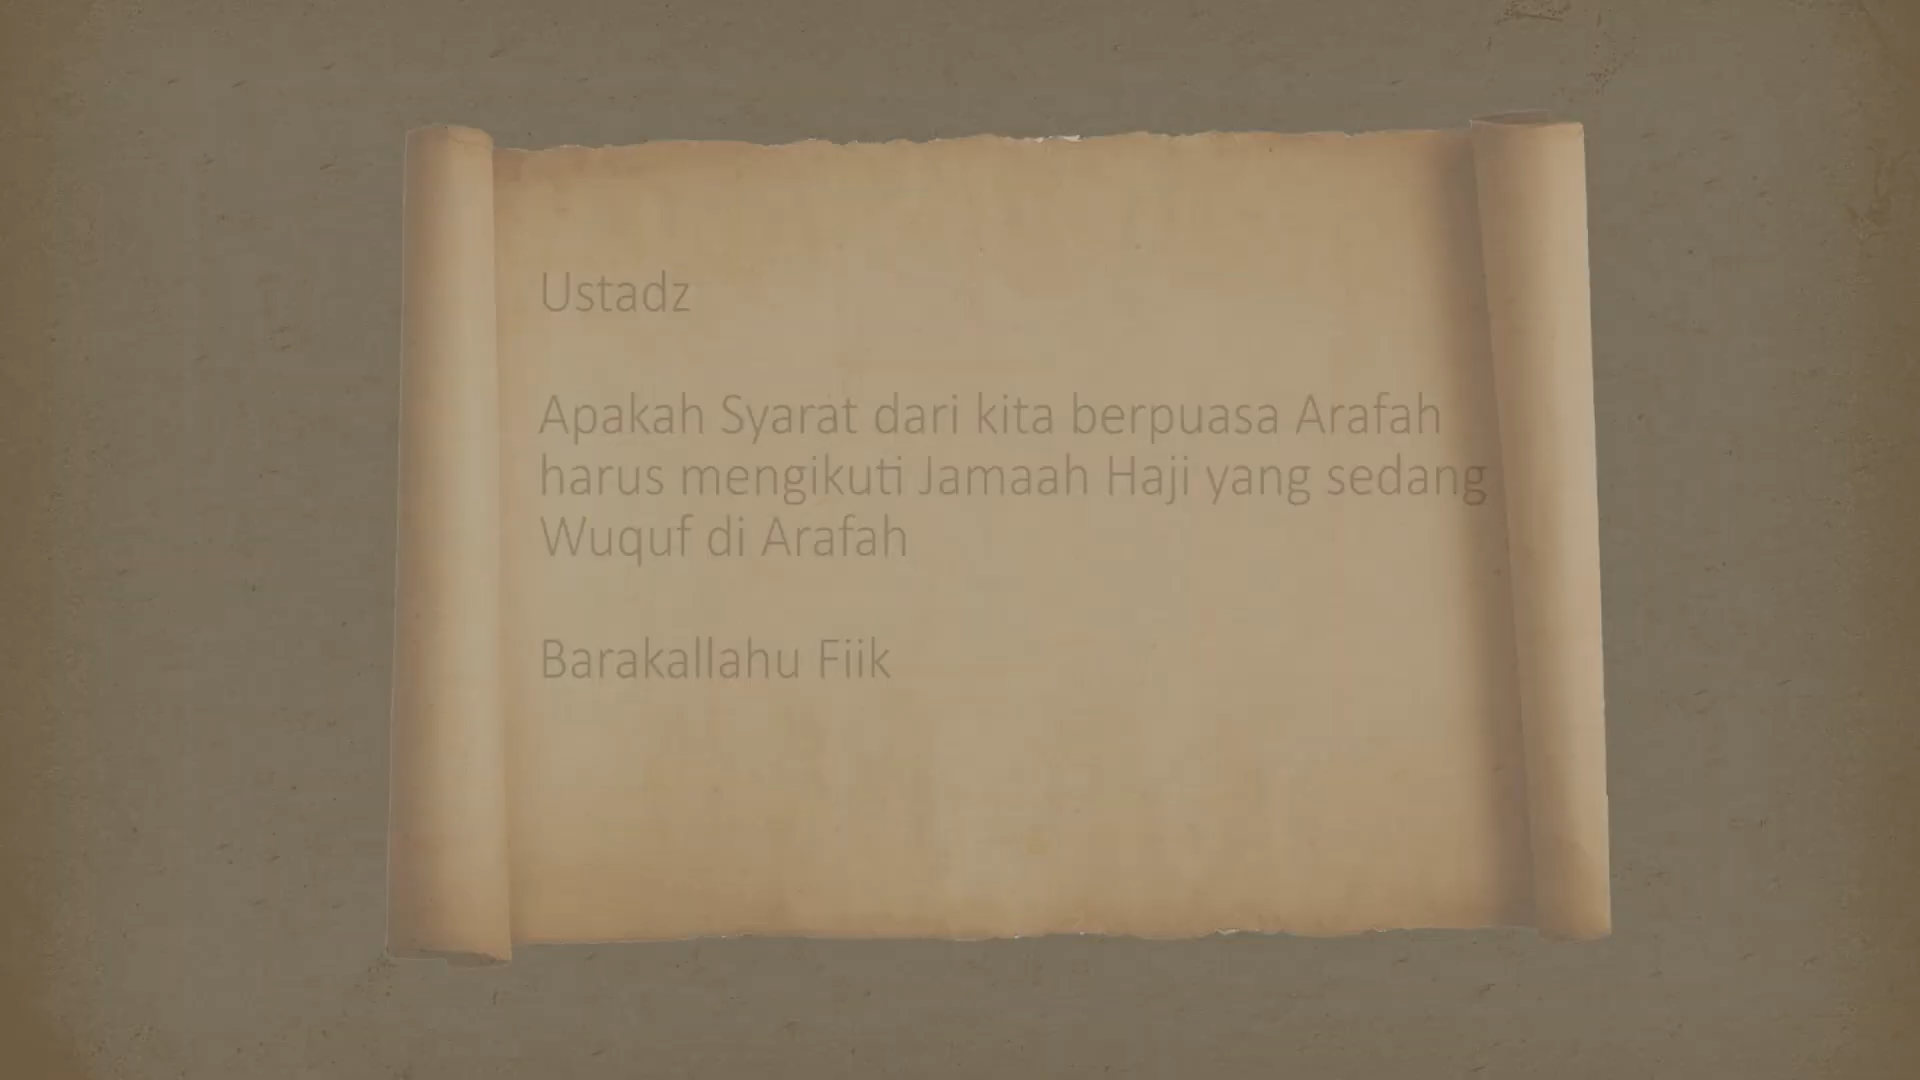 Ustadz
Apakah Syarat dari kita berpuasa Arafah
harus mengikuti Jamaah Haji yang sedang
Wuquf di Arafah
Barakallahu Fiik